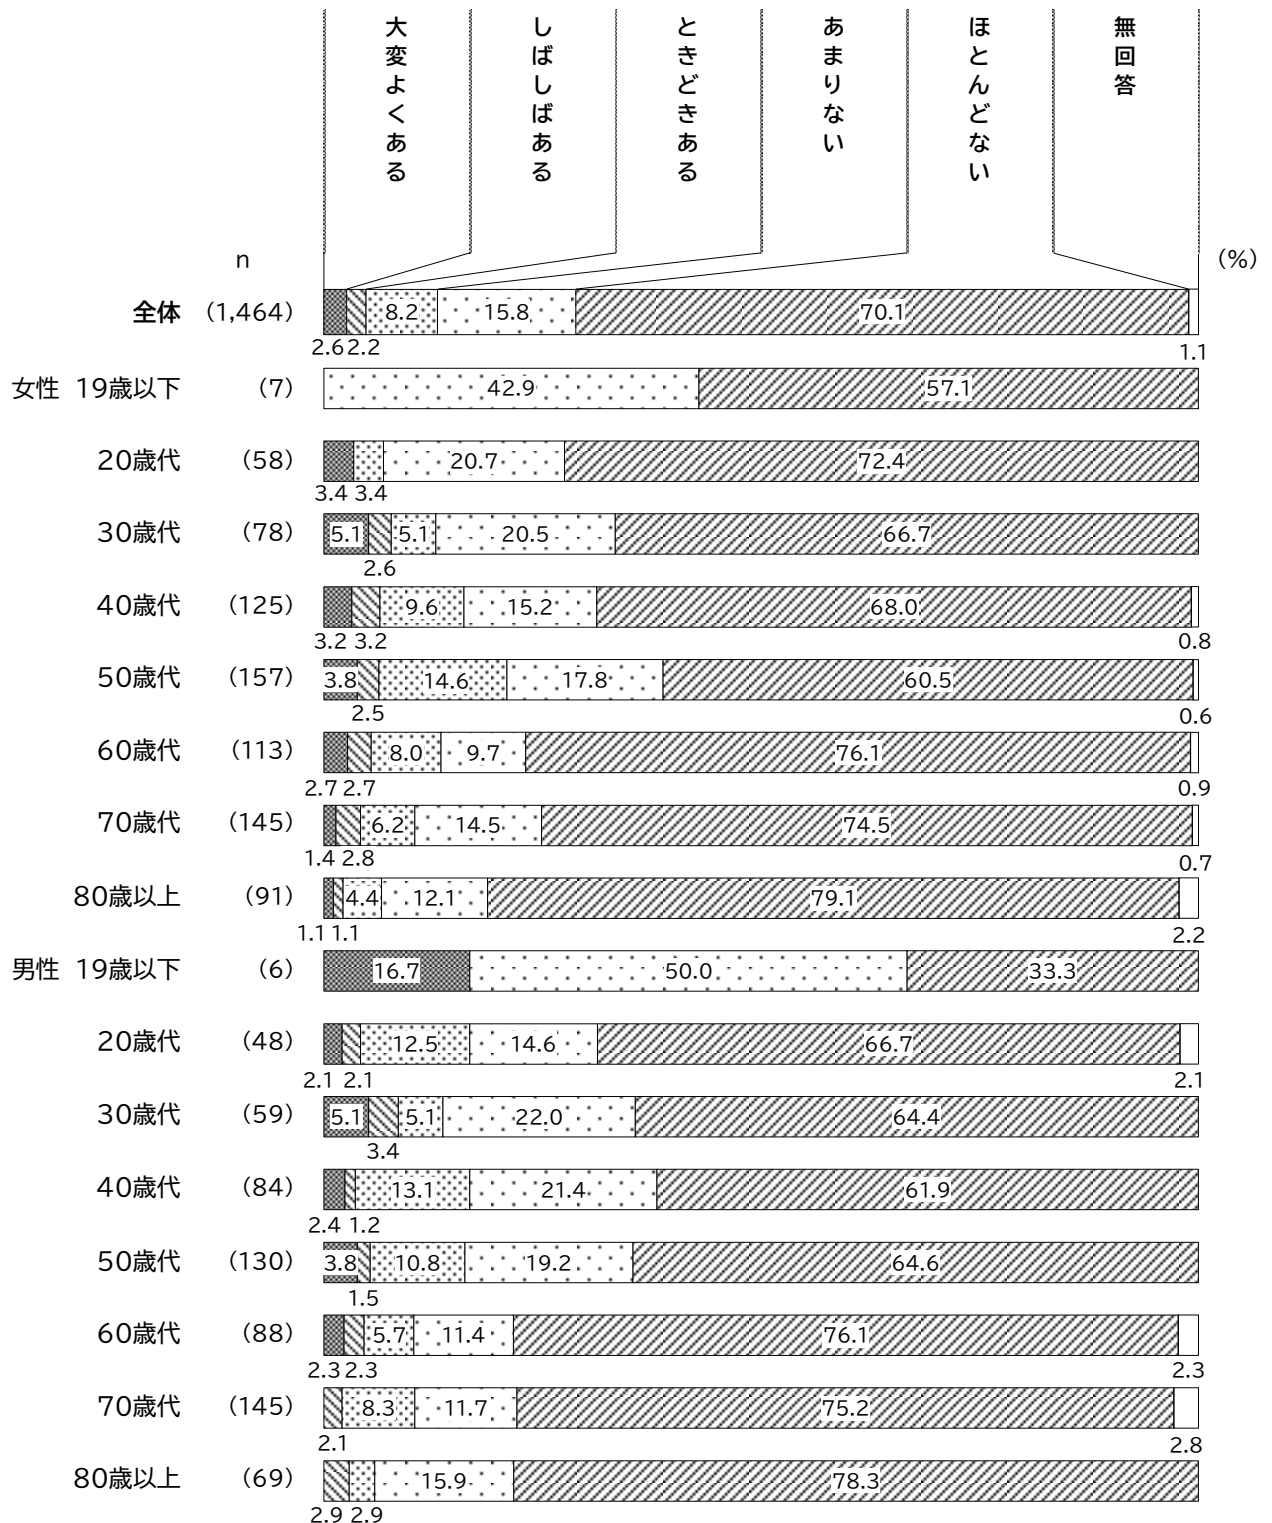 大変よくある
しばしばある
ときどきある
あまりない
ほとんどない
無回答
n
(%)
全体 (1,464) 8.2 15.8 70.1
2.6 2.2 1.1
女性 19歳以下 (7) 42.9 57.1
20歳代 (58) 20.7 72.4
3.4 3.4
30歳代 (78) 5.1 5.1 20.5 66.7
2.6
40歳代 (125) 9.6 15.2 68.0
3.2 3.2 0.8
50歳代 (157) 3.8 14.6 17.8 60.5
2.5 0.6
60歳代 (113) 8.0 9.7 76.1
2.7 2.7 0.9
70歳代 (145) 6.2 14.5 74.5
1.4 2.8 0.7
80歳以上 (91) 4.4 12.1 79.1
1.1 1.1 2.2
男性 19歳以下 (6) 16.7 50.0 33.3
20歳代 (48) 12.5 14.6 66.7
2.1 2.1 2.1
30歳代 (59) 5.1 5.1 22.0 64.4
3.4
40歳代 (84) 13.1 21.4 61.9
2.4 1.2
50歳代 (130) 3.8 10.8 19.2 64.6
1.5
60歳代 (88) 5.7 11.4 76.1
2.3 2.3 2.3
70歳代 (145) 8.3 11.7 75.2
2.1 2.8
80歳以上 (69) 15.9 78.3
2.9 2.9